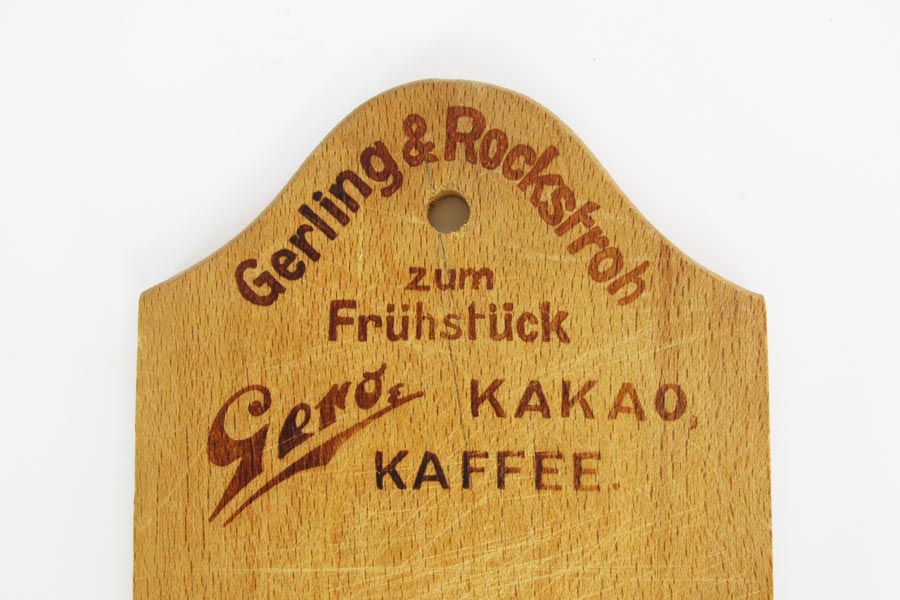 Gerling & Rockstroh
zum
Frühstück
Gero KAKAO,
KAFFEE.